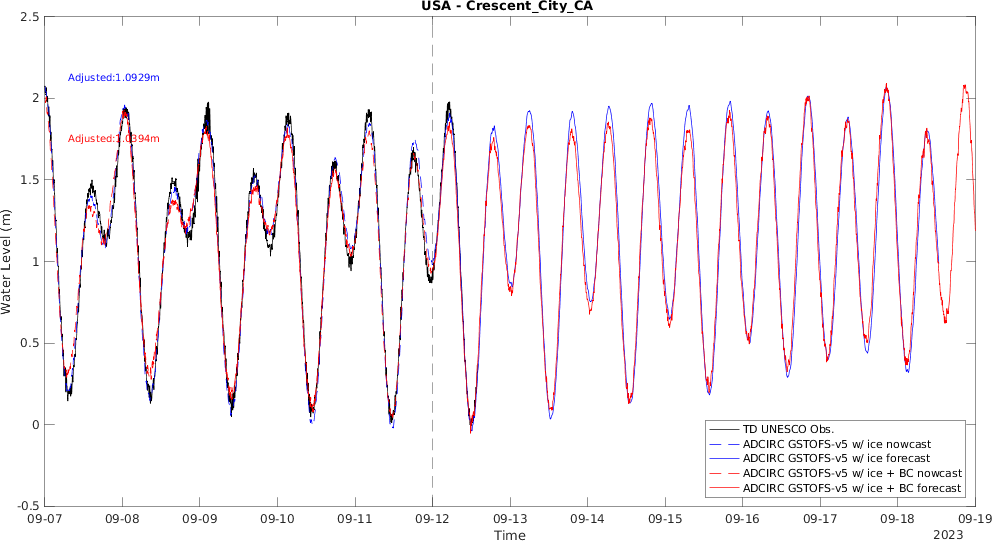 USA - Crescent_City_CA
2.5
2
1.5
1
0.5
0
-0.5
Water Level (m)
Adjusted:1.0929m
Adjusted:1.0394m
TD UNESCO Obs.
ADCIRC GSTOFS-v5 w/ ice nowcast
ADCIRC GSTOFS-v5 w/ ice forecast
ADCIRC GSTOFS-v5 w/ ice + BC nowcast
ADCIRC GSTOFS-v5 w/ ice + BC forecast
09-07 09-08 09-09 09-10 09-11 09-12 09-13 09-14 09-15 09-16 09-17 09-18 09-19
Time
2023